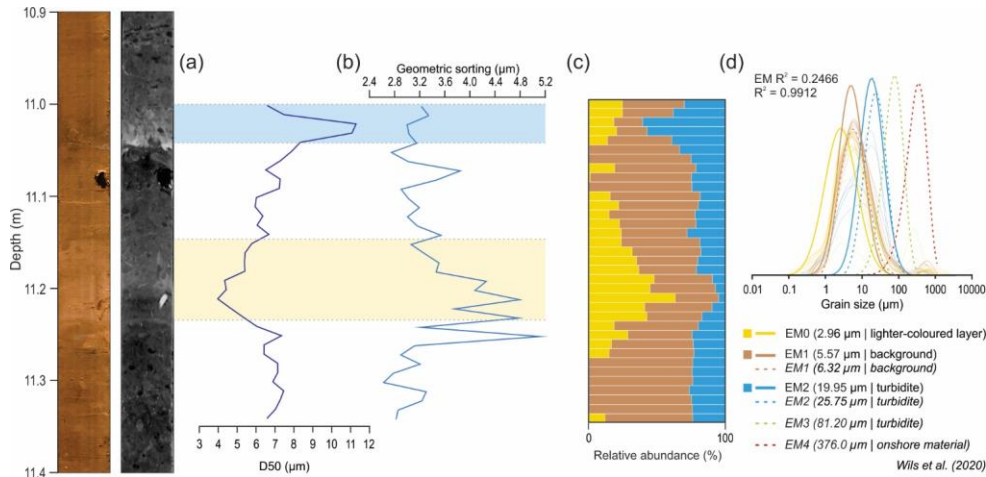 10.9
11.0
11.1
11.2
11.3
11.4
Depth (m)
(a)
3 4 5 6 7 8 9 10 11 12
D50 (µm)
(b)
Geometric sorting (µm)
2.4 2.8 3.2 3.6 4.0 4.4 4.8 5.2
(c)
0 100
Relative abundance (%)
(d)
EM R² = 0.2466
R² = 0.9912
0.01 0.1 1 10 100 1000 10000
Grain size (µm)
EM0 (2.96 µm | lighter-coloured layer)
EM1 (5.57 µm | background)
EM1 (6.32 µm | background)
EM2 (19.95 µm | turbidite)
EM2 (25.75 µm | turbidite)
EM3 (81.20 µm | turbidite)
EM4 (376.0 µm | onshore material)
Wils et al. (2020)